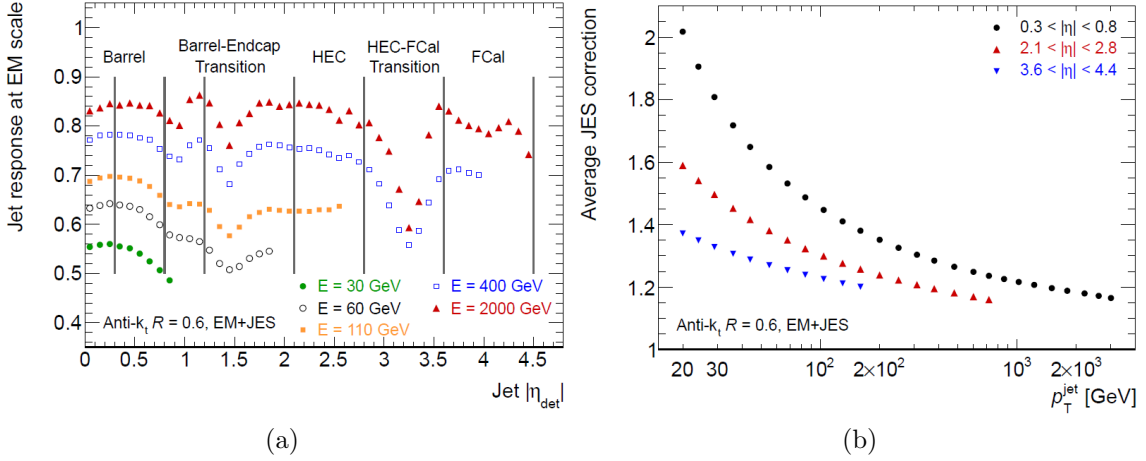 Jet response at EM scale
1
0.9
0.8
0.7
0.6
0.5
0.4
Barrel
Barrel-Endcap
Transition
HEC
HEC-FCal
Transition
FCal
E = 30 GeV
E = 60 GeV
E = 110 GeV
E = 400 GeV
E = 2000 GeV
Anti-kt R = 0.6, EM+JES
0 0.5 1 1.5 2 2.5 3 3.5 4 4.5
Jet |ηdet|
(a)
Average JES correction
2
1.8
1.6
1.4
1.2
1
0.3 < |η| < 0.8
2.1 < |η| < 2.8
3.6 < |η| < 4.4
Anti-kt R = 0.6, EM+JES
20 30 10² 2×10² 10³ 2×10³
pTjet [GeV]
(b)